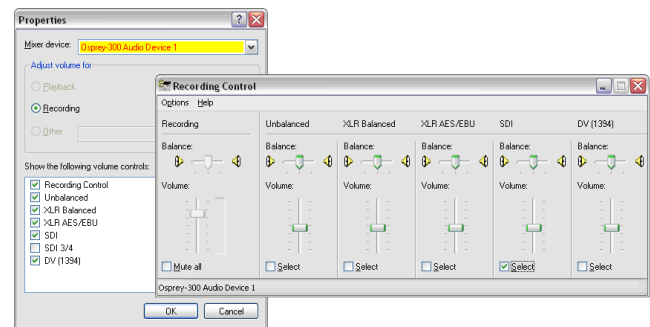 Properties
Mixer device: Osprey-300 Audio Device 1
Adjust volume for
Playback
Recording
Other
Show the following volume controls:
Recording Control
Unbalanced
XLR Balanced
XLR AES/EBU
SDI
SDI 3/4
DV (1394)
OK Cancel
Recording Control
Options Help
Recording Unbalanced XLR Balanced XLR AES/EBU SDI DV (1394)
Balance: Balance: Balance: Balance: Balance: Balance:
Volume: Volume: Volume: Volume: Volume: Volume:
Mute all Select Select Select Select Select
Osprey-300 Audio Device 1